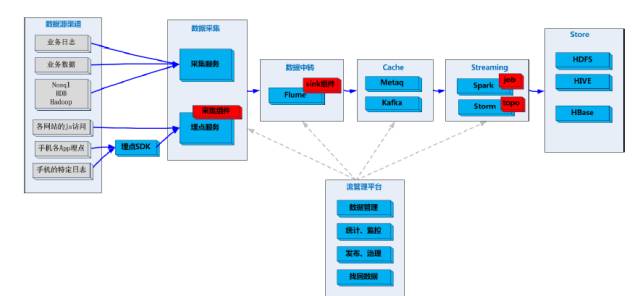 数据源渠道
业务日志
业务数据
Nosql
RDB
Hadoop
各网站的js访问
手机各App埋点
手机的特定日志
埋点SDK
数据采集
采集服务
采集组件
埋点服务
数据中转
sink组件
Flume
Cache
Metaq
Kafka
Streaming
job
Spark
topo
Storm
Store
HDFS
HIVE
HBase
流管理平台
数据管理
统计、监控
发布、治理
找回数据